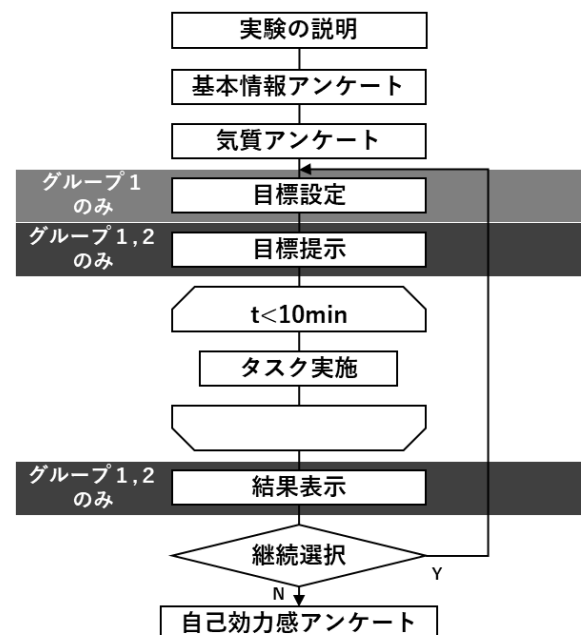 実験の説明
基本情報アンケート
気質アンケート
グループ1
のみ
目標設定
グループ1,2
のみ
目標提示
t<10min
タスク実施
グループ1,2
のみ
結果表示
継続選択
Y
N
自己効力感アンケート